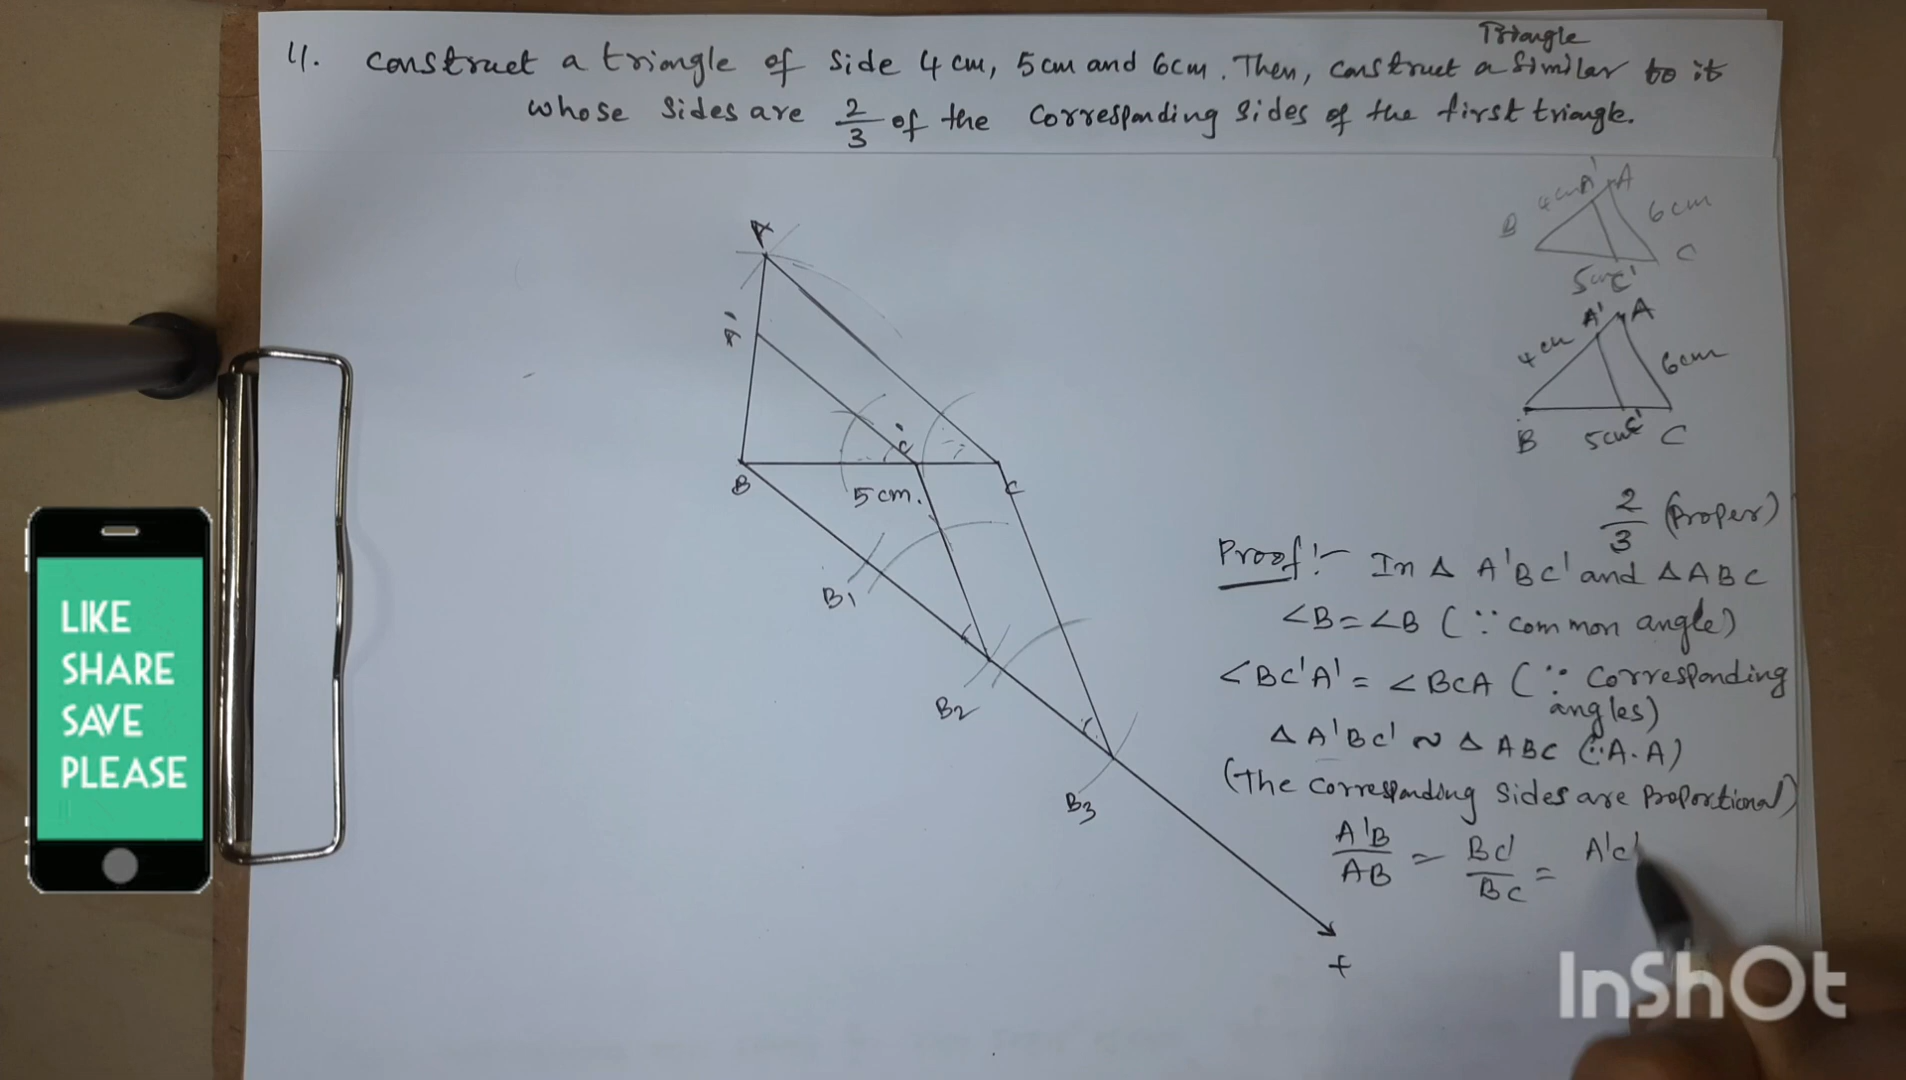 4. Construct a triangle of side 4 cm, 5 cm and 6 cm. Then, construct a Triangle similar to it
whose sides are 2/3 of the corresponding sides of the first triangle.
A
A'
B
C'
C
5 cm.
B1
B2
B3
4 cm
A'
A
6 cm
B
C
5 cm
C'
4 cm
A'
A
6 cm
B
5 cm
C'
C
2/3 (Proper)
Proof:- In Δ A'BC' and Δ ABC
∠B = ∠B (∵ common angle)
∠BC'A' = ∠BCA (∵ Corresponding
angles)
Δ A'BC' ~ Δ ABC (∵ A.A)
(The corresponding sides are Proportional)
A'B/AB = BC'/BC = A'C'
LIKE
SHARE
SAVE
PLEASE
InShOt